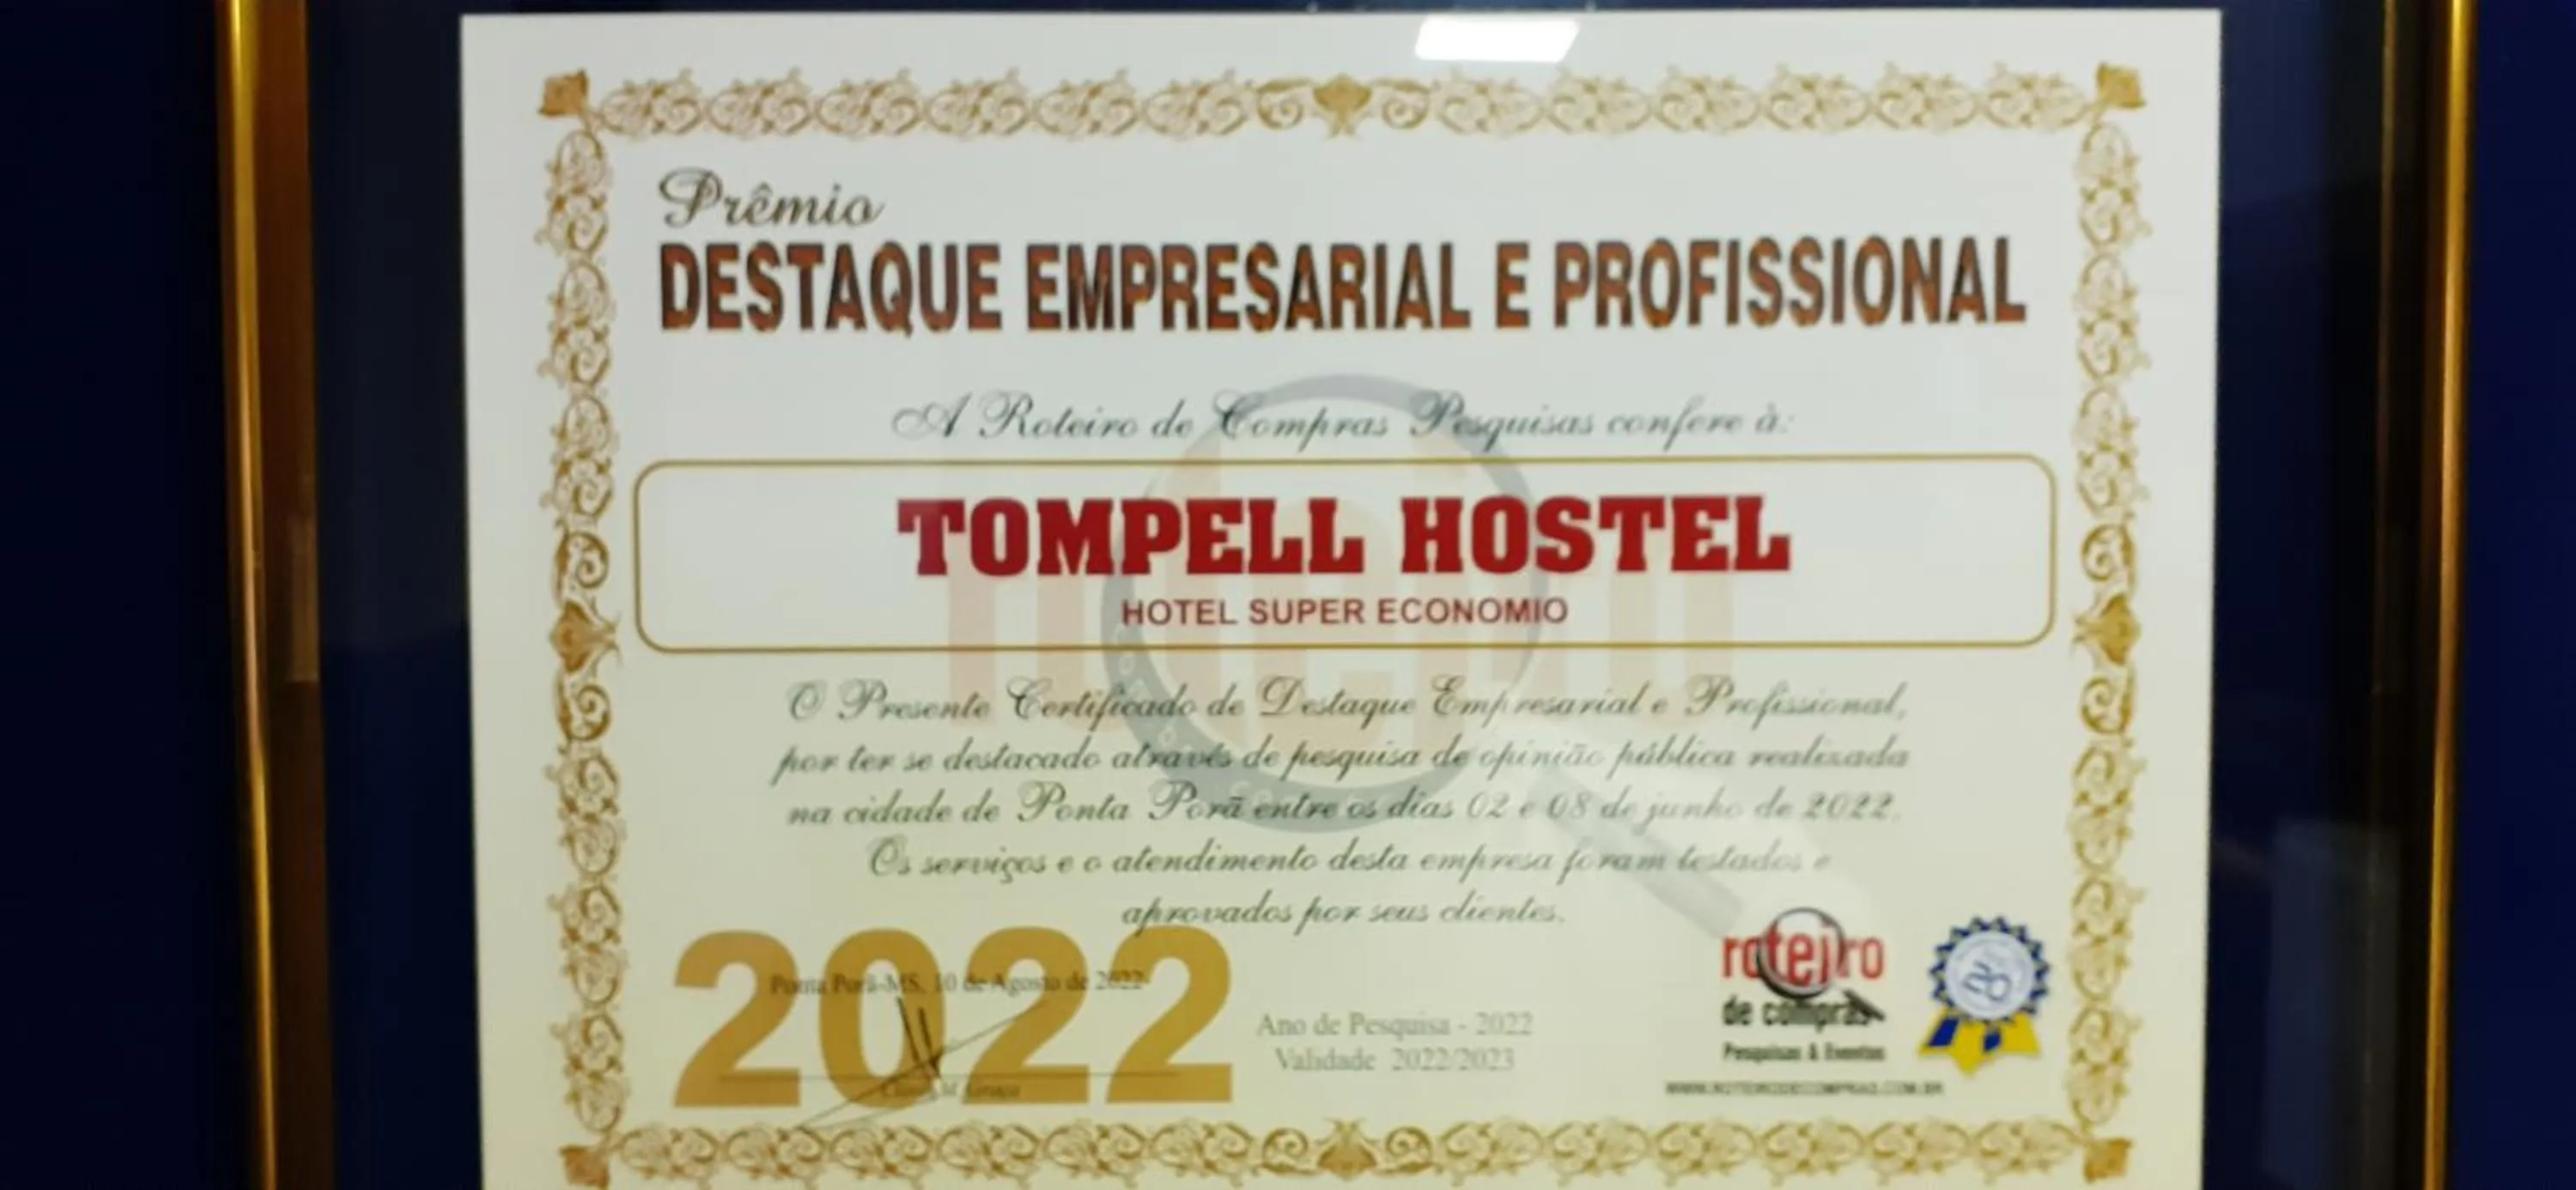 Prêmio
DESTAQUE EMPRESARIAL E PROFISSIONAL
A Roteiro de Compras Pesquisas confere à:
TOMPELL HOSTEL
HOTEL SUPER ECONOMIO
O Presente Certificado de Destaque Empresarial e Profissional,
por ter se destacado através de pesquisa de opinião pública realizada
na cidade de Ponta Porã entre os dias 02 e 08 de junho de 2022.
Os serviços e o atendimento desta empresa foram testados e
aprovados por seus clientes.
2022
Ponta Porã-MS, 10 de Agosto de 2022
Ano de Pesquisa - 2022
Validade 2022/2023
roteiro
de compras
Pesquisas & Eventos
WWW.ROTEIRODECOMPRAS.COM.BR